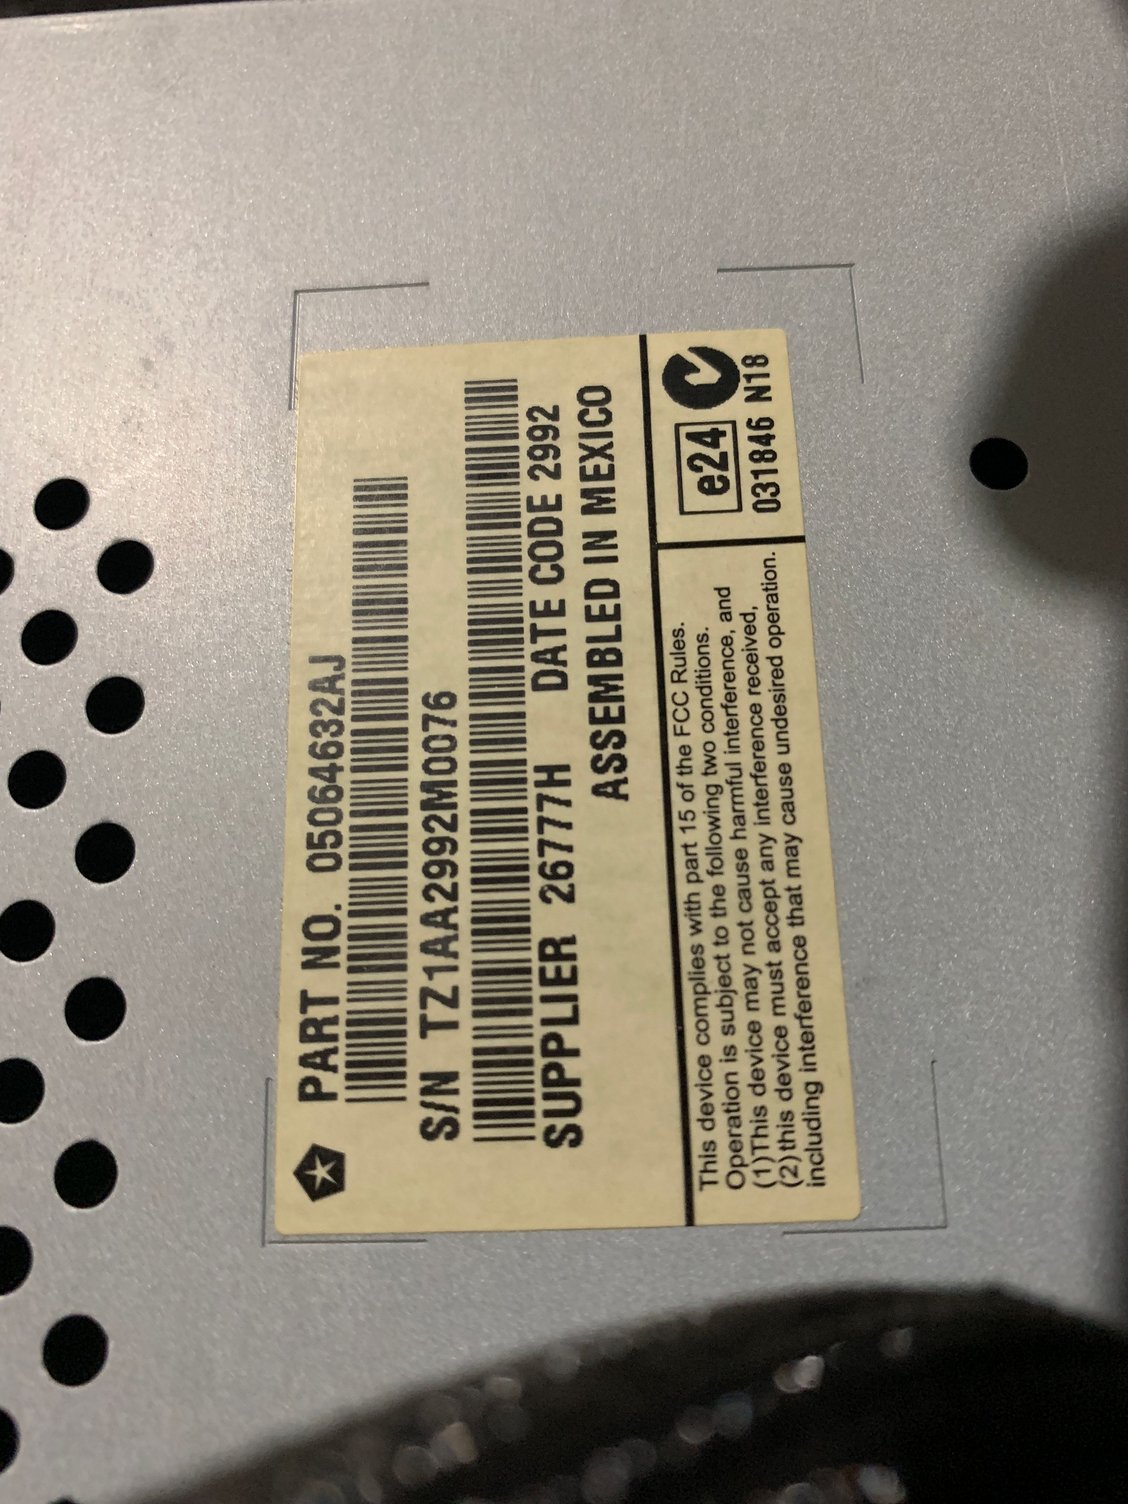 PART NO. 05064632AJ
S/N TZ1AA2992M0076
SUPPLIER 26777H DATE CODE 2992
ASSEMBLED IN MEXICO
This device complies with part 15 of the FCC Rules.
Operation is subject to the following two conditions.
(1)This device may not cause harmful interference, and
(2)this device must accept any interference received,
including interference that may cause undesired operation.
e24
031846 N18